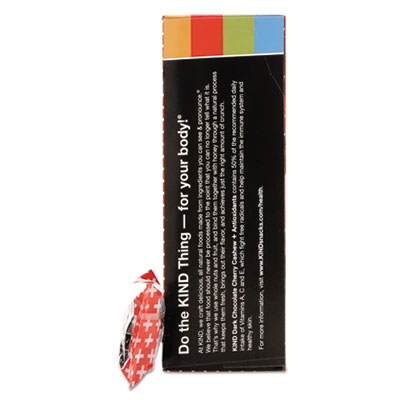 Do the KIND Thing — for your body!®
At KIND, we craft delicious, all natural foods made from ingredients you can see & pronounce.®
We believe that food should never be processed to the point that you can no longer tell what it is.
That's why we use whole nuts and fruit, and bind them together with honey through a natural process
that keeps them fresh, brings out their flavor, and achieves just the right amount of crunch.
KIND Dark Chocolate Cherry Cashew + Antioxidants contains 50% of the recommended daily
intake of Vitamins A, C and E, which fight free radicals and help maintain the immune system and
healthy skin.
For more information, visit www.KINDsnacks.com/health.